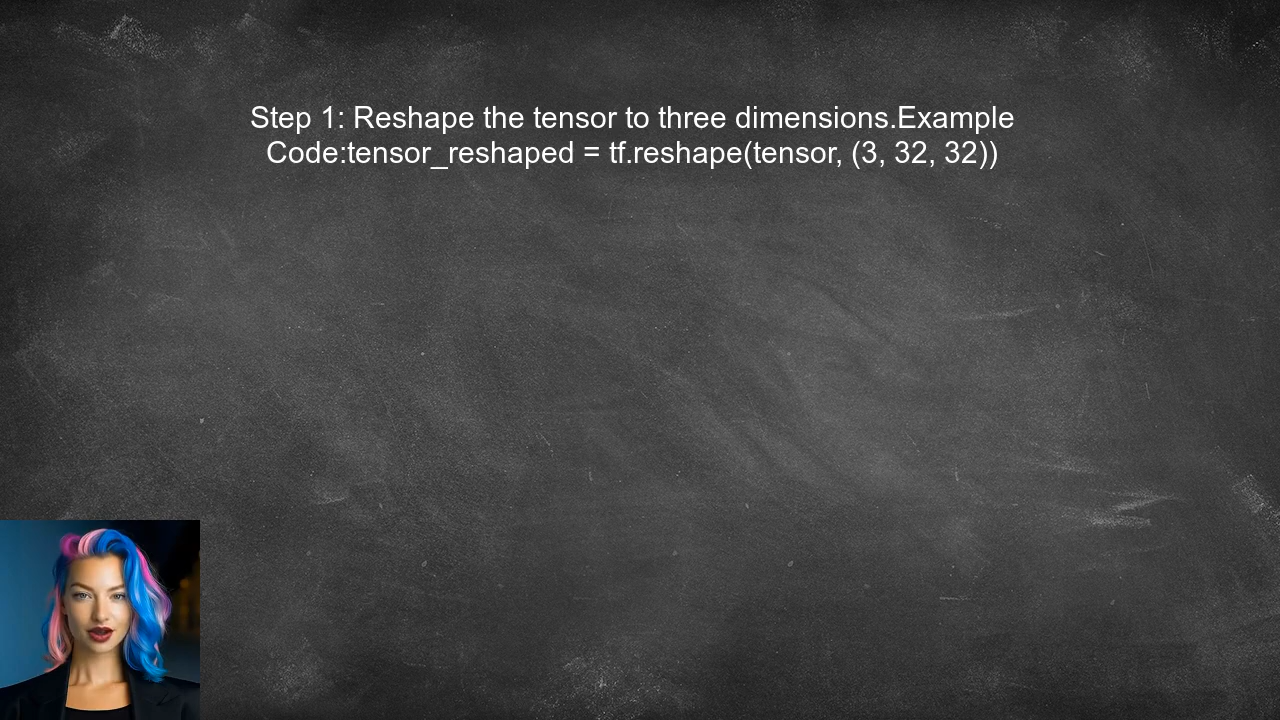 Step 1: Reshape the tensor to three dimensions.Example
Code:tensor_reshaped = tf.reshape(tensor, (3, 32, 32))